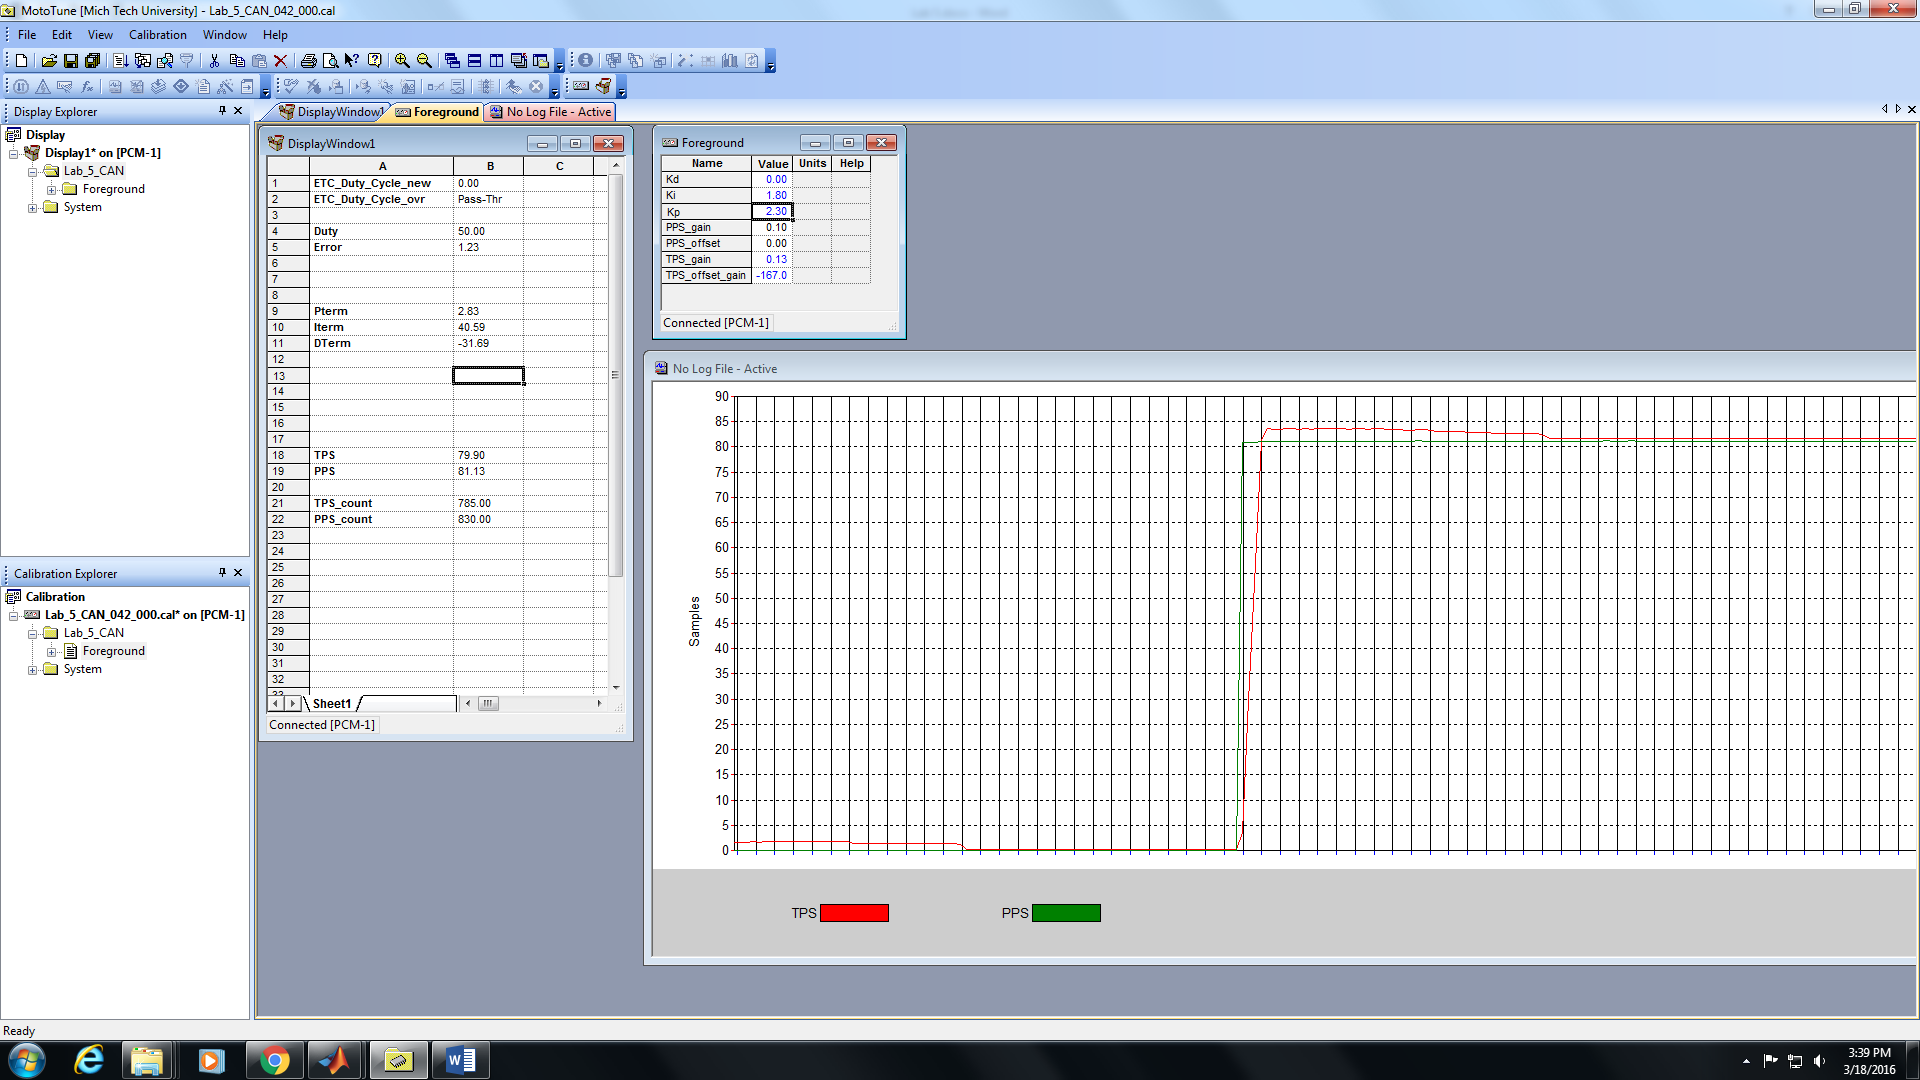 MotoTune [Mich Tech University] - Lab_5_CAN_042_000.cal
File Edit View Calibration Window Help
Display Explorer
DisplayWindow1 Foreground No Log File - Active
Display
Display1* on [PCM-1]
Lab_5_CAN
Foreground
System
DisplayWindow1
A B C
1 ETC_Duty_Cycle_new 0.00
2 ETC_Duty_Cycle_ovr Pass-Thr
3
4 Duty 50.00
5 Error 1.23
6
7
8
9 Pterm 2.83
10 Iterm 40.59
11 DTerm -31.69
12
13
14
15
16
17
18 TPS 79.90
19 PPS 81.13
20
21 TPS_count 785.00
22 PPS_count 830.00
23
24
25
26
27
28
29
30
31
32
Sheet1
Connected [PCM-1]
Foreground
Name Value Units Help
Kd 0.00
Ki 1.80
Kp 2.30
PPS_gain 0.10
PPS_offset 0.00
TPS_gain 0.13
TPS_offset_gain -167.0
Connected [PCM-1]
No Log File - Active
90
85
80
75
70
65
60
55
50
45
40
35
30
25
20
15
10
5
0
Samples
TPS PPS
Calibration Explorer
Calibration
Lab_5_CAN_042_000.cal* on [PCM-1]
Lab_5_CAN
Foreground
System
Ready
3:39 PM
3/18/2016